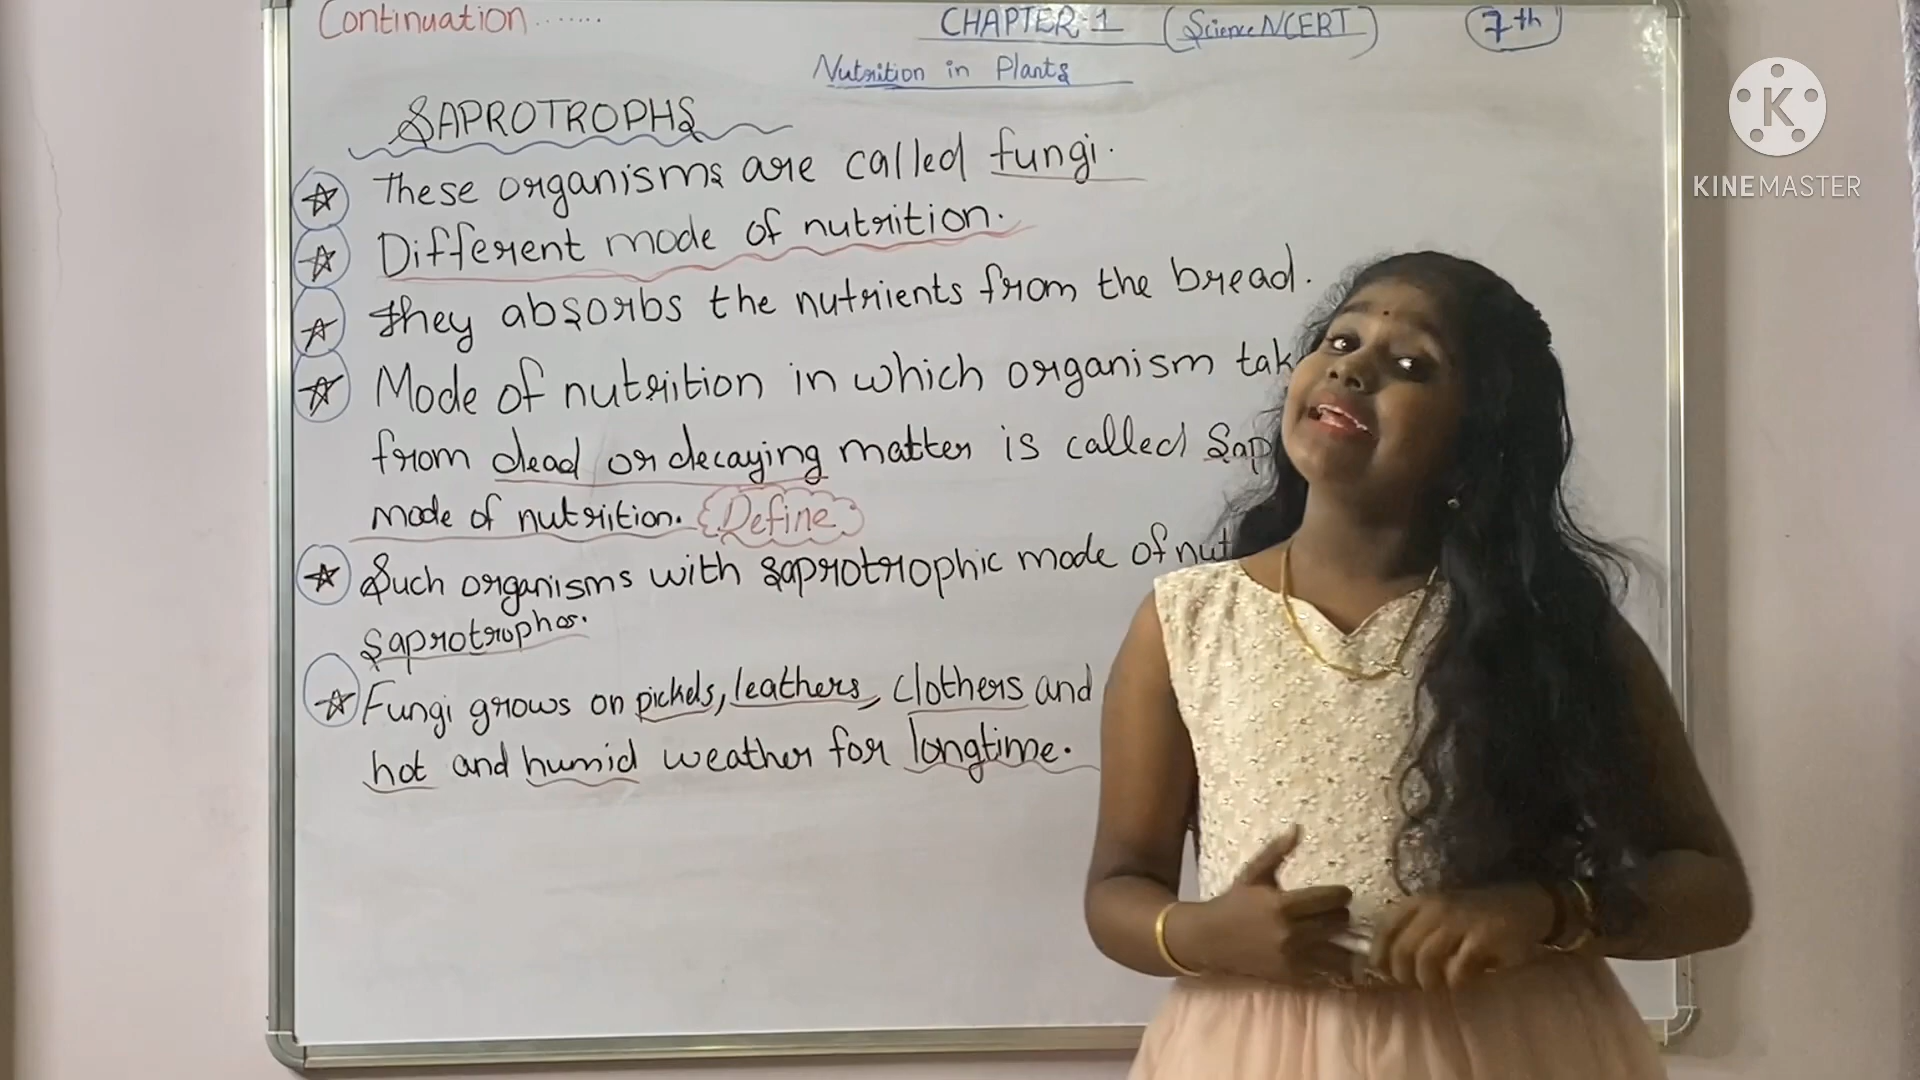 Continuation........
CHAPTER-1 (Science NCERT) 7th
Nutrition in Plants
SAPROTROPHS
These organisms are called fungi.
Different mode of nutrition.
they absorbs the nutrients from the bread.
Mode of nutrition in which organism tak
from dead or decaying matter is called Sap
mode of nutrition. {Define}
Such organisms with saprotrophic mode of nut
Saprotrophos.
Fungi grows on pickels, leathers, clothers and
hot and humid weather for longtime.
K
KINEMASTER